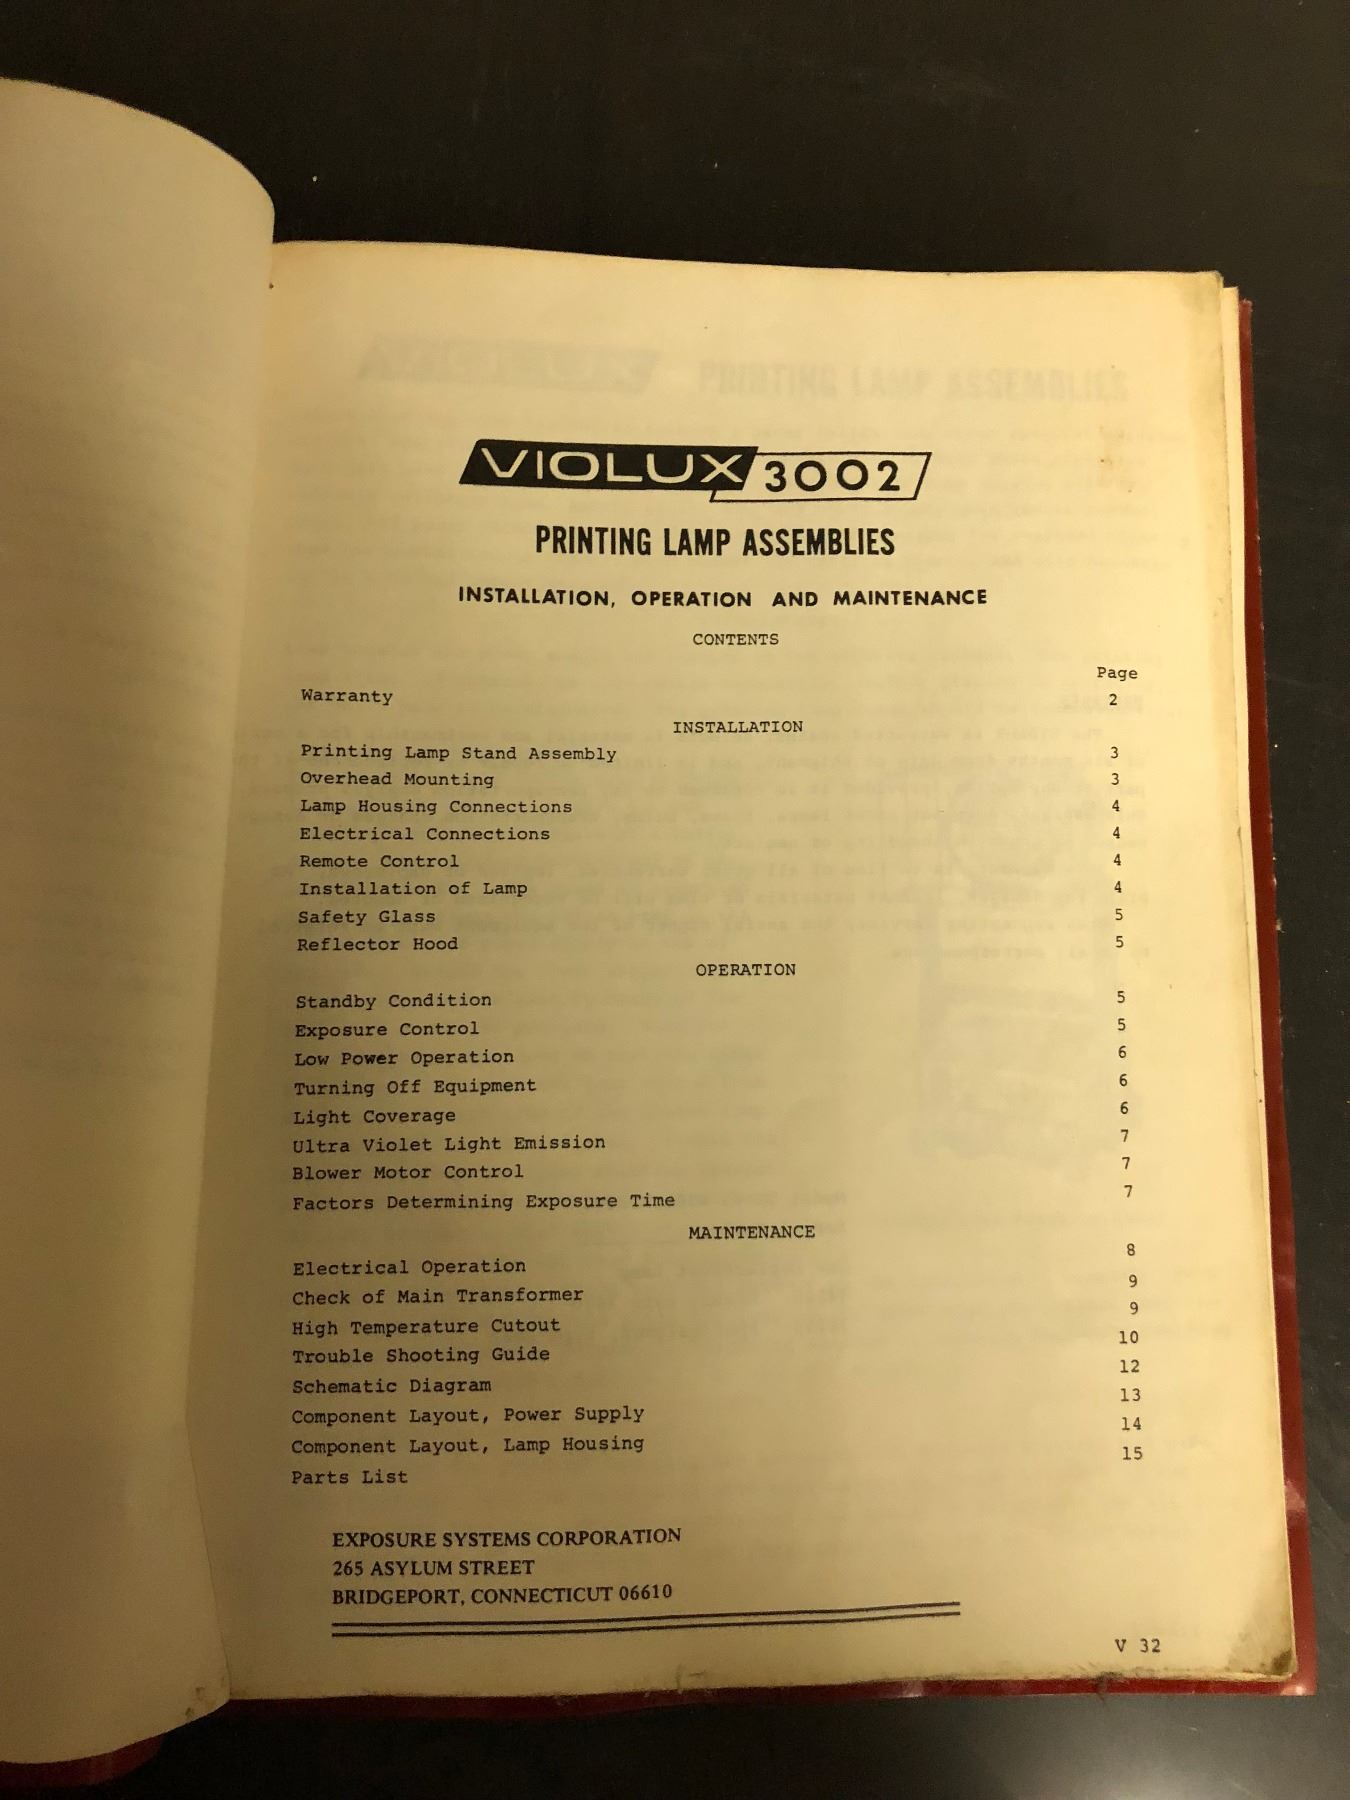 VIOLUX 3002
PRINTING LAMP ASSEMBLIES
INSTALLATION, OPERATION AND MAINTENANCE
CONTENTS
Page
Warranty 2
INSTALLATION
Printing Lamp Stand Assembly 3
Overhead Mounting 3
Lamp Housing Connections 4
Electrical Connections 4
Remote Control 4
Installation of Lamp 4
Safety Glass 5
Reflector Hood 5
OPERATION
Standby Condition 5
Exposure Control 5
Low Power Operation 6
Turning Off Equipment 6
Light Coverage 6
Ultra Violet Light Emission 7
Blower Motor Control 7
Factors Determining Exposure Time 7
MAINTENANCE
Electrical Operation 8
Check of Main Transformer 9
High Temperature Cutout 9
Trouble Shooting Guide 10
Schematic Diagram 12
Component Layout, Power Supply 13
Component Layout, Lamp Housing 14
Parts List 15
EXPOSURE SYSTEMS CORPORATION
265 ASYLUM STREET
BRIDGEPORT, CONNECTICUT 06610
V 32